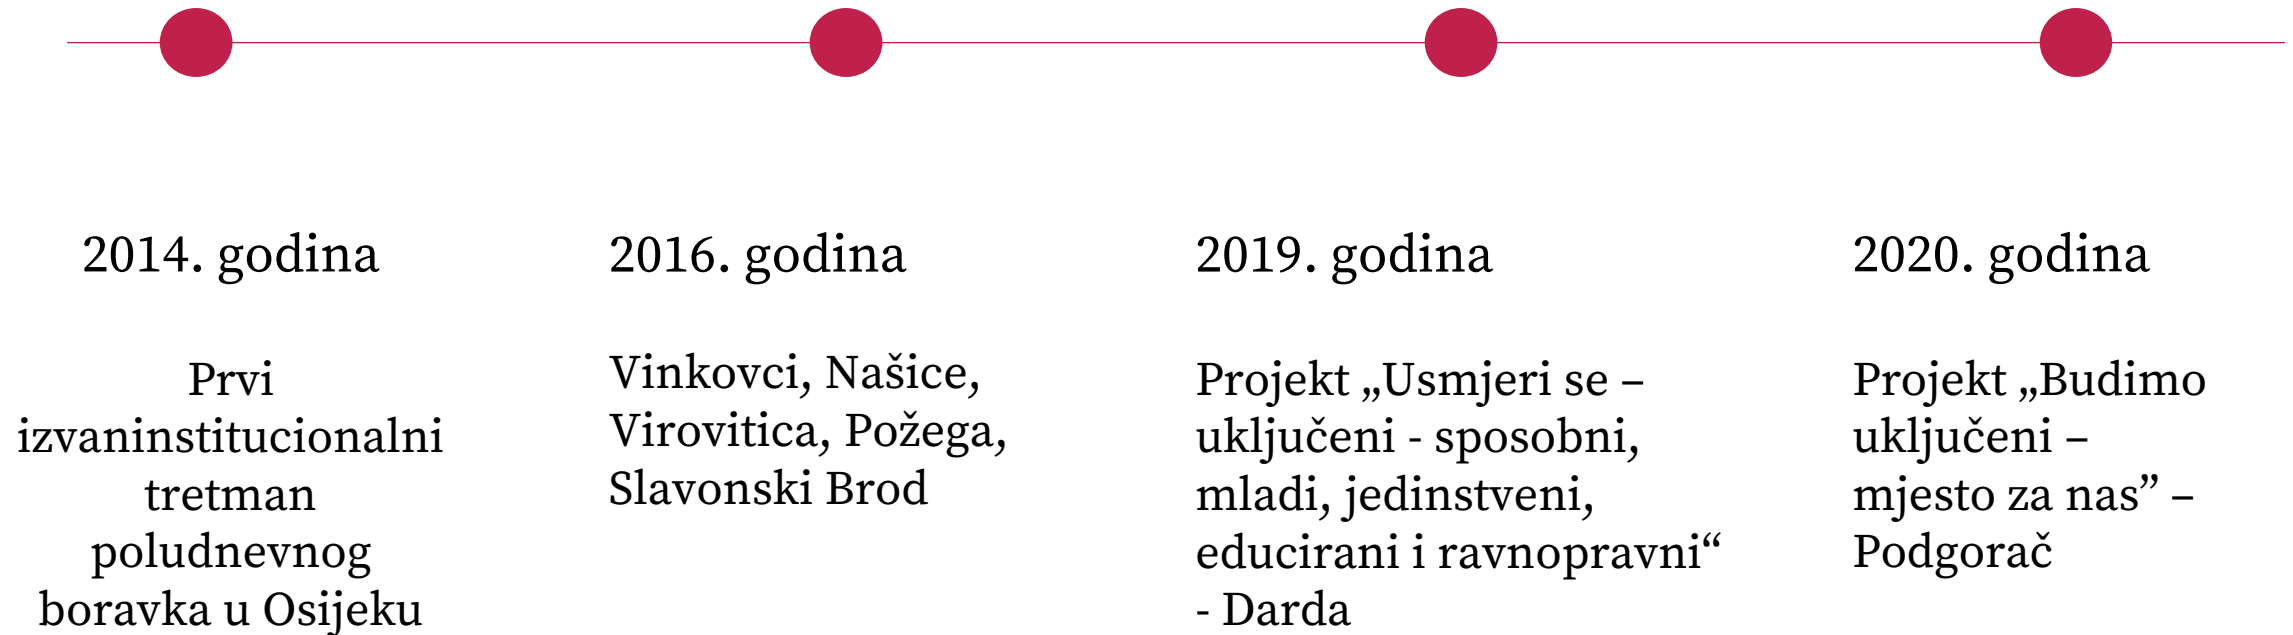 2014. godina
Prvi
izvaninstitucionalni
tretman
poludnevnog
boravka u Osijeku
2016. godina
Vinkovci, Našice,
Virovitica, Požega,
Slavonski Brod
2019. godina
Projekt „Usmjeri se –
uključeni - sposobni,
mladi, jedinstveni,
educirani i ravnopravni“
- Darda
2020. godina
Projekt „Budimo
uključeni –
mjesto za nas” –
Podgorač